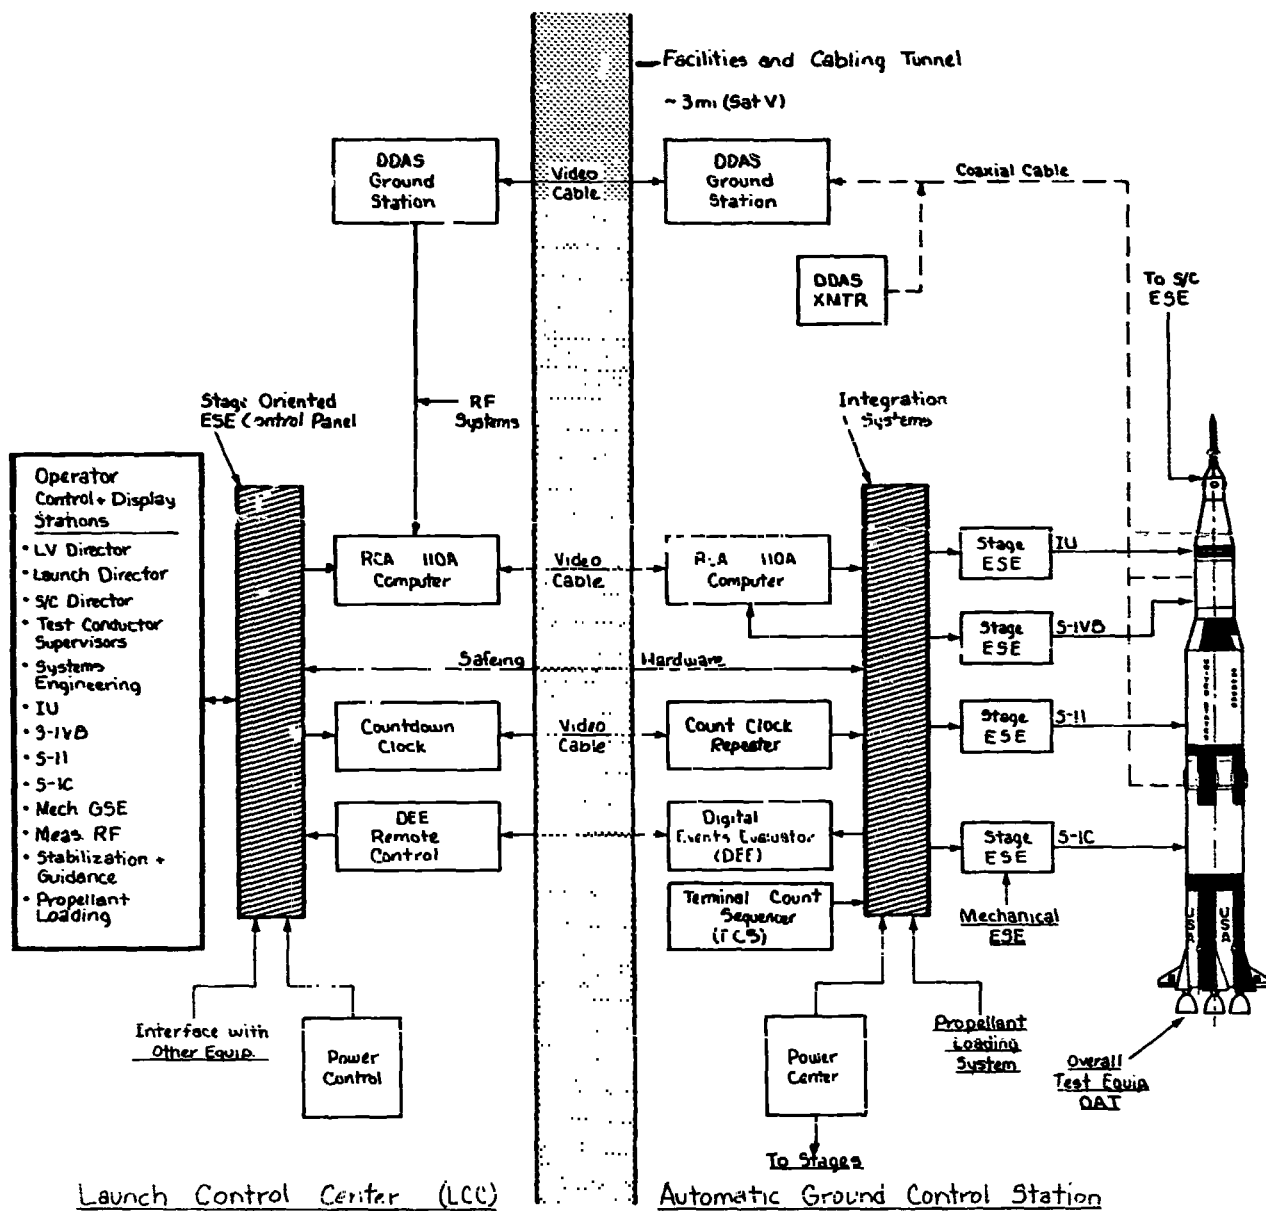 Facilities and Cabling Tunnel
~ 3mi (Sat V)
DDAS
Ground
Station
Video
Cable
DDAS
Ground
Station
Coaxial Cable
DDAS
XMTR
To S/C
ESE
Stage Oriented
ESE Control Panel
RF
Systems
Integration
Systems
Operator
Control + Display
Stations
• LV Director
• Launch Director
• S/C Director
• Test Conductor
Supervisors
• Systems
Engineering
• IU
• S-IVB
• S-II
• S-IC
• Mech GSE
• Meas. RF
• Stabilization +
Guidance
• Propellant
Loading
RCA 110A
Computer
Video
Cable
RCA 110A
Computer
Stage
ESE
IU
Stage
ESE
S-IVB
Safeing Hardware
Countdown
Clock
Video
Cable
Count Clock
Repeater
Stage
ESE
S-II
DEE
Remote
Control
Digital
Events Evaluator
(DEE)
Stage
ESE
S-IC
Terminal Count
Sequencer
(TCS)
Mechanical
ESE
USA
USA
Interface with
Other Equip.
Power
Control
Power
Center
Propellant
Loading
System
Overall
Test Equip
OAT
To Stages
Launch Control Center (LCC)
Automatic Ground Control Station